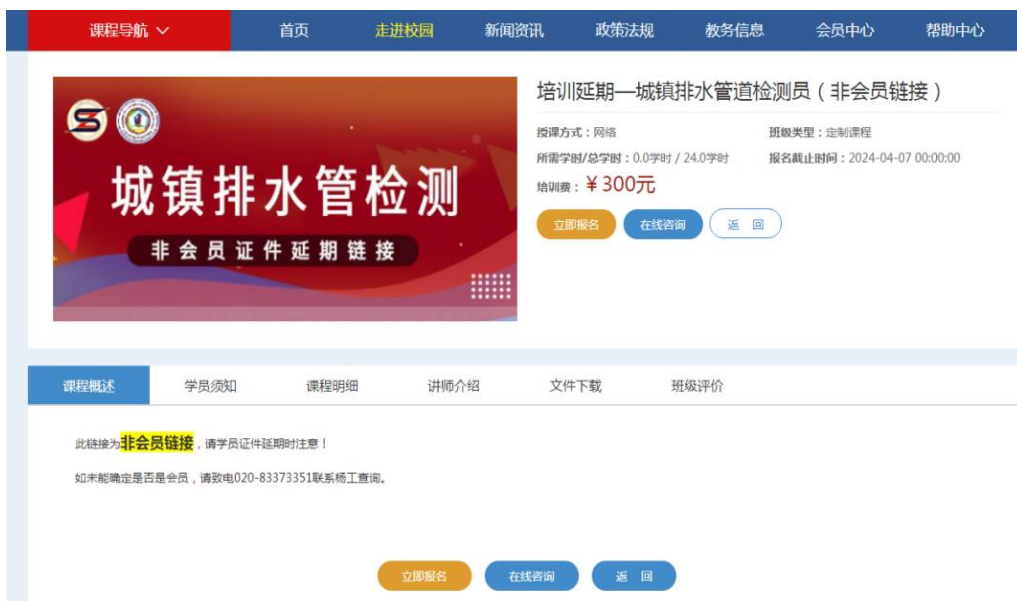 课程导航 首页 走进校园 新闻资讯 政策法规 教务信息 会员中心 帮助中心
城镇排水管检测
非会员证件延期链接
培训延期—城镇排水管道检测员(非会员链接)
授课方式:网络 班级类型:定制课程
所需学时/总学时:0.0学时 / 24.0学时 报名截止时间:2024-04-07 00:00:00
培训费:¥300元
立即报名 在线咨询 返 回
课程概述 学员须知 课程明细 讲师介绍 文件下载 班级评价
此链接为非会员链接,请学员证件延期时注意!
如未能确定是否是会员,请致电020-83373351联系杨工查询。
立即报名 在线咨询 返 回